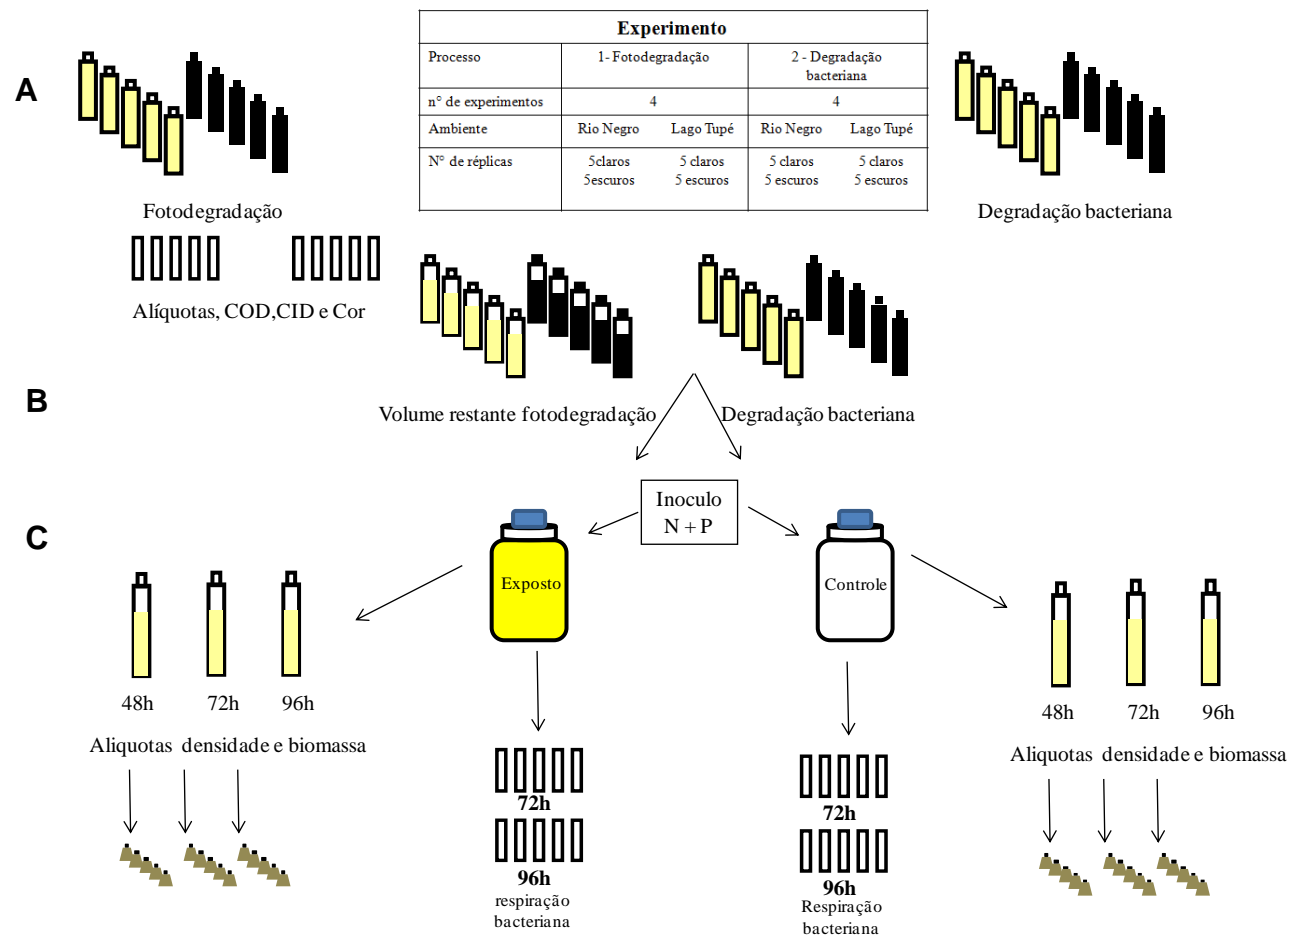 Experimento
Processo
1- Fotodegradação
2 - Degradação
bacteriana
n° de experimentos
4
4
Ambiente
Rio Negro
Lago Tupé
Rio Negro
Lago Tupé
N° de réplicas
5claros
5 claros
5 claros
5 claros
5escuros
5 escuros
5 escuros
5 escuros
A
Fotodegradação
Degradação bacteriana
Alíquotas, COD,CID e Cor
B
Volume restante fotodegradação
Degradação bacteriana
Inoculo
N + P
C
Exposto
Controle
48h
72h
96h
Aliquotas densidade e biomassa
48h
72h
96h
Aliquotas densidade e biomassa
72h
96h
respiração
bacteriana
72h
96h
Respiração
bacteriana